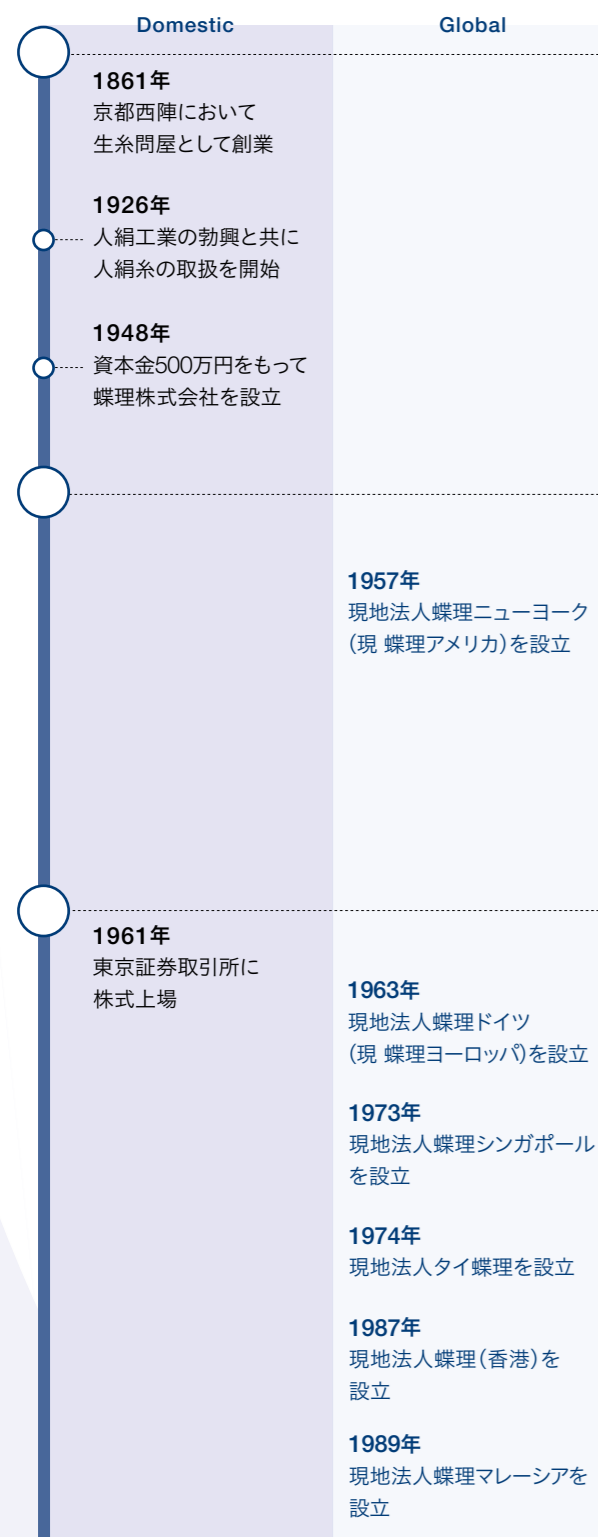 Domestic
Global
1861年
京都西陣において
生糸問屋として創業
1926年
人絹工業の勃興と共に
人絹糸の取扱を開始
1948年
資本金500万円をもって
蝶理株式会社を設立
1957年
現地法人蝶理ニューヨーク
(現 蝶理アメリカ)を設立
1961年
東京証券取引所に
株式上場
1963年
現地法人蝶理ドイツ
(現 蝶理ヨーロッパ)を設立
1973年
現地法人蝶理シンガポール
を設立
1974年
現地法人タイ蝶理を設立
1987年
現地法人蝶理(香港)を
設立
1989年
現地法人蝶理マレーシアを
設立